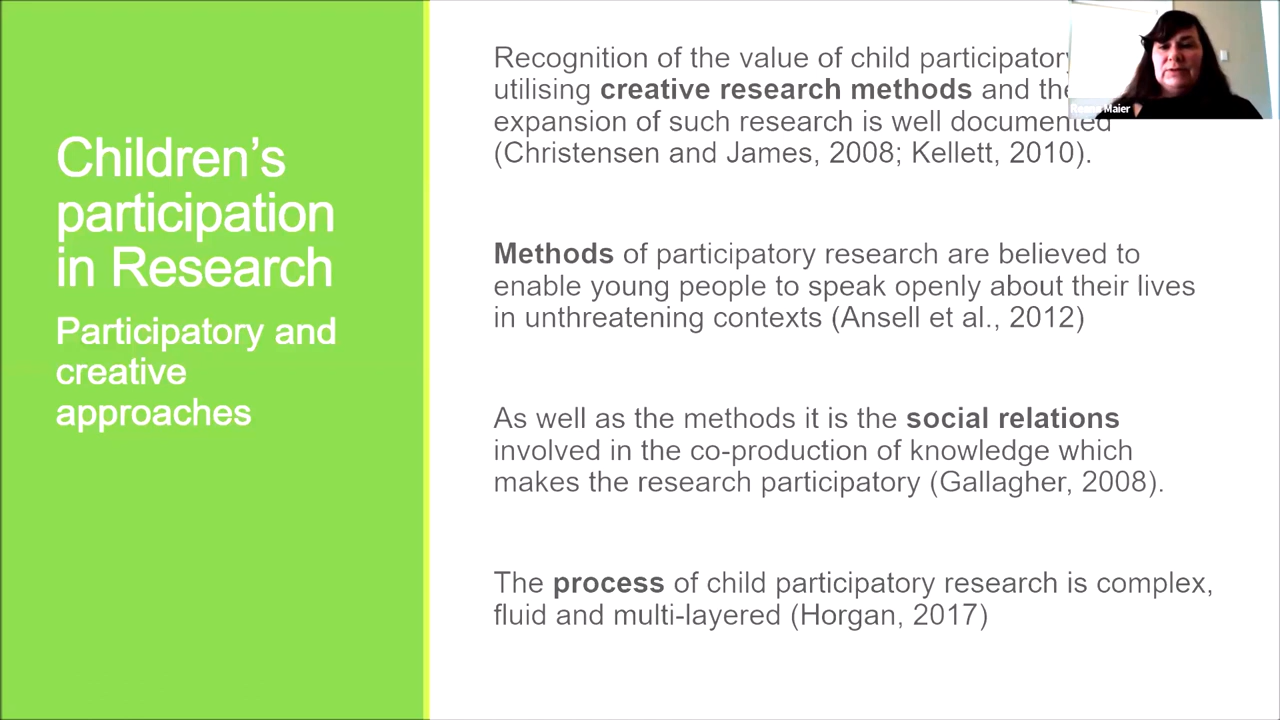 Children's
participation
in Research
Participatory and
creative
approaches
Recognition of the value of child participatory
utilising creative research methods and the
expansion of such research is well documented
(Christensen and James, 2008; Kellett, 2010).
Methods of participatory research are believed to
enable young people to speak openly about their lives
in unthreatening contexts (Ansell et al., 2012)
As well as the methods it is the social relations
involved in the co-production of knowledge which
makes the research participatory (Gallagher, 2008).
The process of child participatory research is complex,
fluid and multi-layered (Horgan, 2017)
Maier